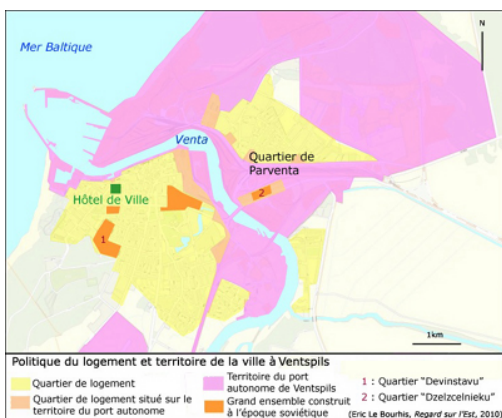 Mer Baltique
N
Venta
Quartier de
Parventa
2
Hôtel de Ville
1
1km
Politique du logement et territoire de la ville à Ventspils
Quartier de logement
Quartier de logement situé sur le
territoire du port autonome
Territoire du port
autonome de Ventspils
Grand ensemble construit
à l'époque soviétique
1 : Quartier "Devinstavu"
2 : Quartier "Dzelzcelnieku"
(Eric Le Bourhis, Regard sur l'Est, 2010)